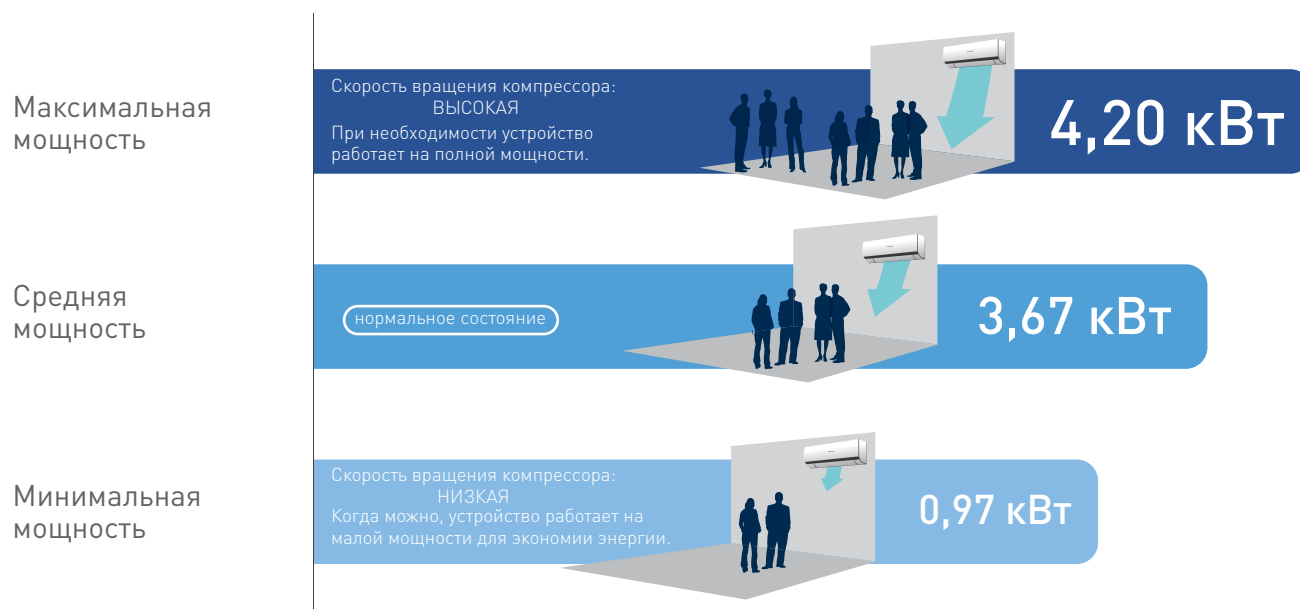 Максимальная
мощность
Скорость вращения компрессора:
ВЫСОКАЯ
При необходимости устройство
работает на полной мощности.
4,20 кВт
Средняя
мощность
нормальное состояние
3,67 кВт
Минимальная
мощность
Скорость вращения компрессора:
НИЗКАЯ
Когда можно, устройство работает на
малой мощности для экономии энергии.
0,97 кВт